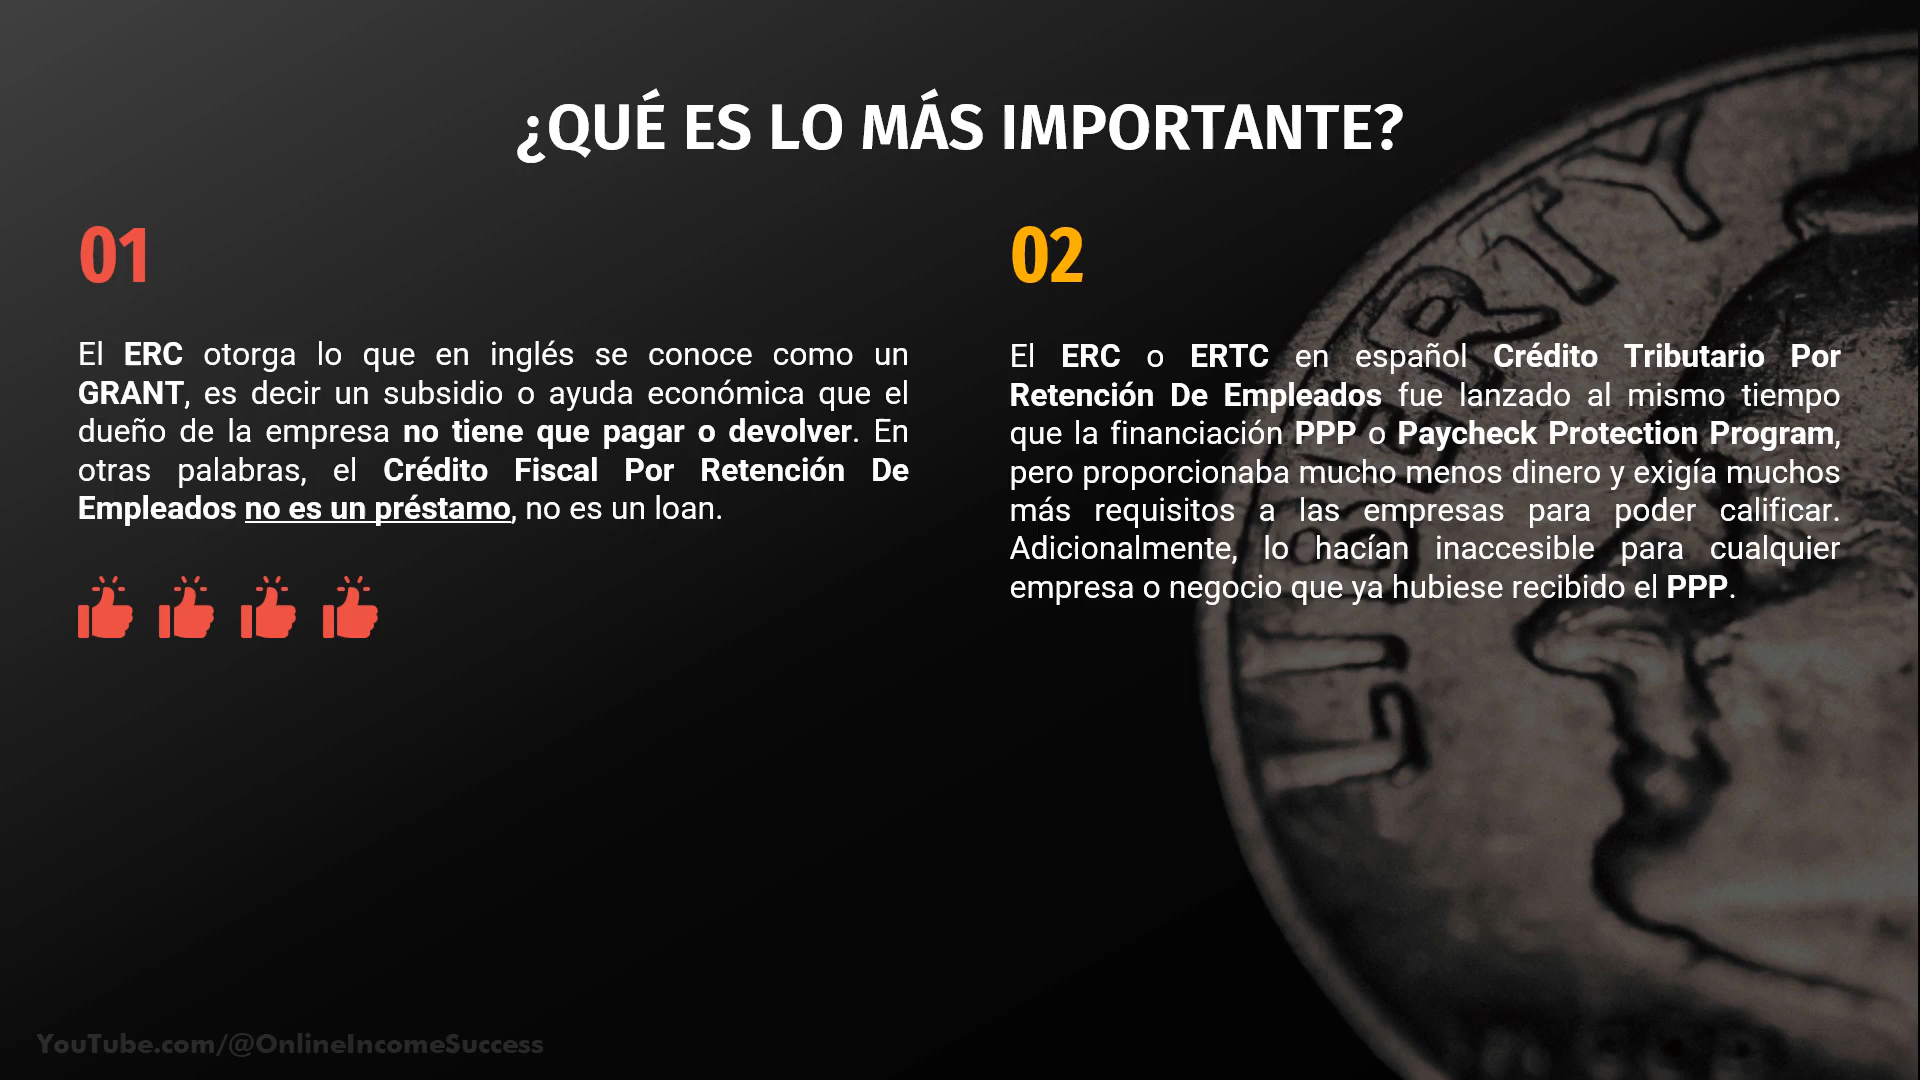 ¿QUÉ ES LO MÁS IMPORTANTE?
01
El ERC otorga lo que en inglés se conoce como un
GRANT, es decir un subsidio o ayuda económica que el
dueño de la empresa no tiene que pagar o devolver. En
otras palabras, el Crédito Fiscal Por Retención De
Empleados no es un préstamo, no es un loan.
02
El ERC o ERTC en español Crédito Tributario Por
Retención De Empleados fue lanzado al mismo tiempo
que la financiación PPP o Paycheck Protection Program,
pero proporcionaba mucho menos dinero y exigía muchos
más requisitos a las empresas para poder calificar.
Adicionalmente, lo hacían inaccesible para cualquier
empresa o negocio que ya hubiese recibido el PPP.
LIBERTY
YouTube.com/@OnlineIncomeSuccess